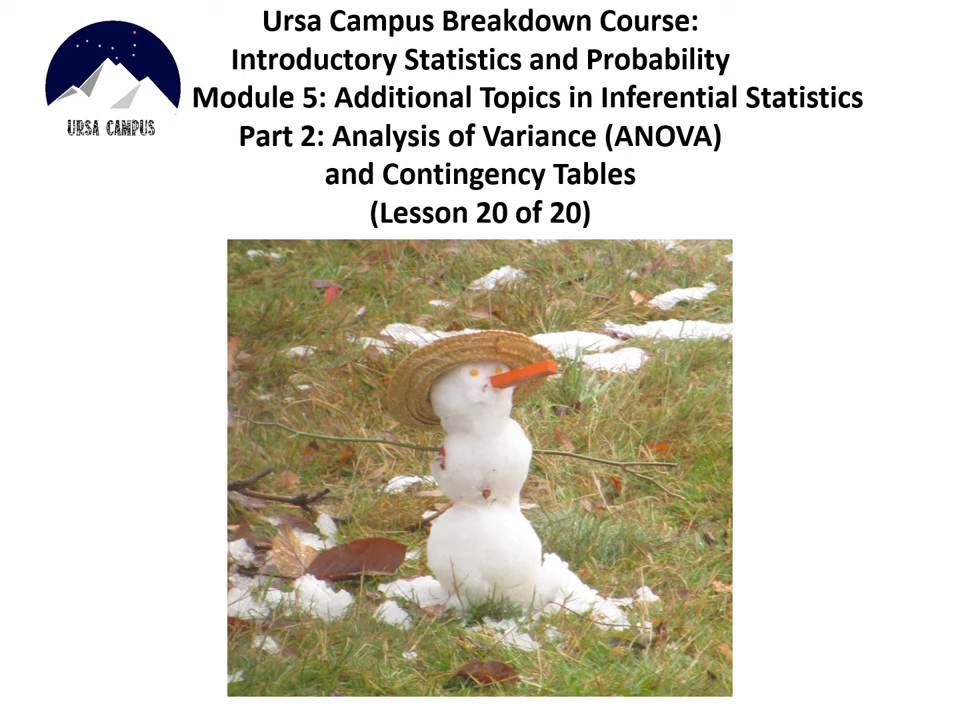 Ursa Campus Breakdown Course:
Introductory Statistics and Probability
Module 5: Additional Topics in Inferential Statistics
Part 2: Analysis of Variance (ANOVA)
and Contingency Tables
(Lesson 20 of 20)
URSA CAMPUS